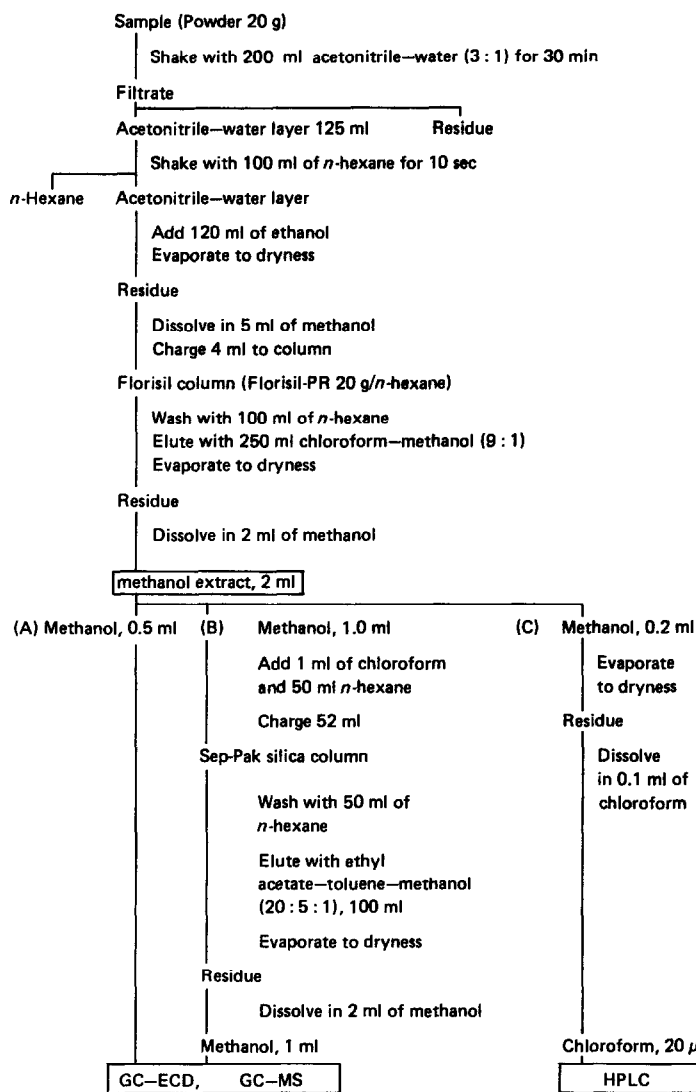 Sample (Powder 20 g)
Shake with 200 ml acetonitrile—water (3 : 1) for 30 min
Filtrate
Acetonitrile—water layer 125 ml Residue
Shake with 100 ml of n-hexane for 10 sec
n-Hexane Acetonitrile—water layer
Add 120 ml of ethanol
Evaporate to dryness
Residue
Dissolve in 5 ml of methanol
Charge 4 ml to column
Florisil column (Florisil-PR 20 g/n-hexane)
Wash with 100 ml of n-hexane
Elute with 250 ml chloroform—methanol (9 : 1)
Evaporate to dryness
Residue
Dissolve in 2 ml of methanol
methanol extract, 2 ml
(A) Methanol, 0.5 ml (B) Methanol, 1.0 ml (C) Methanol, 0.2 ml
Add 1 ml of chloroform
and 50 ml n-hexane
Evaporate
to dryness
Charge 52 ml
Residue
Sep-Pak silica column
Dissolve
in 0.1 ml of
chloroform
Wash with 50 ml of
n-hexane
Elute with ethyl
acetate—toluene—methanol
(20 : 5 : 1), 100 ml
Evaporate to dryness
Residue
Dissolve in 2 ml of methanol
Methanol, 1 ml Chloroform, 20 μ
GC—ECD, GC—MS HPLC